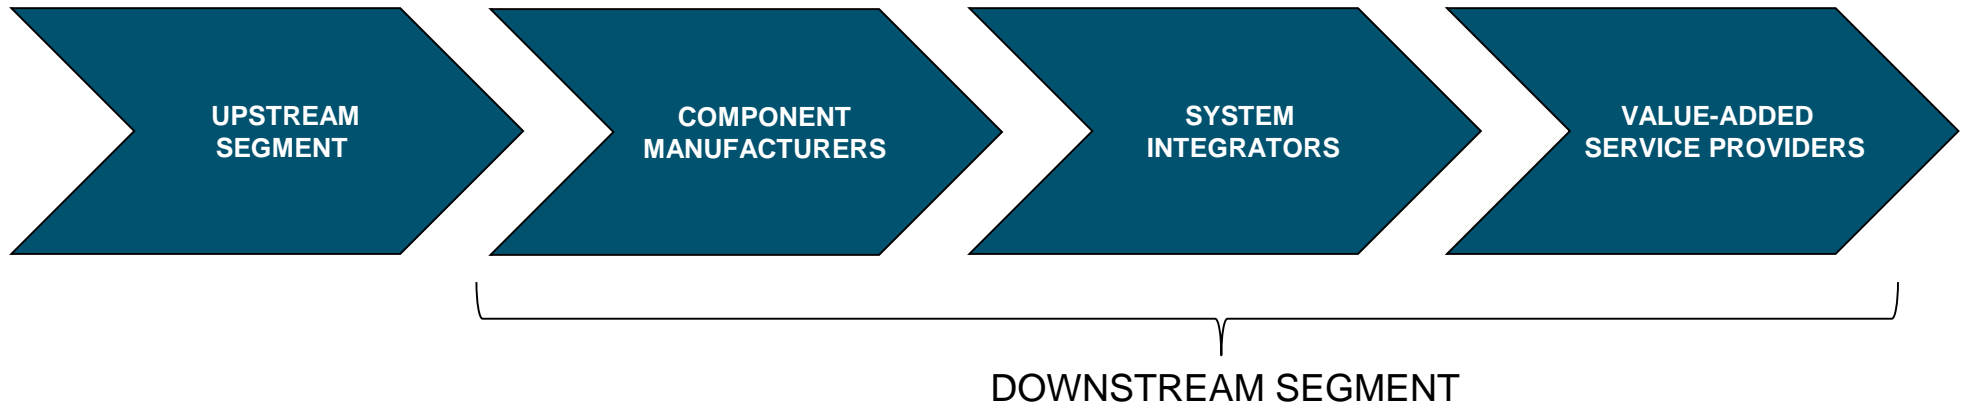 UPSTREAM
SEGMENT
COMPONENT
MANUFACTURERS
SYSTEM
INTEGRATORS
VALUE-ADDED
SERVICE PROVIDERS
DOWNSTREAM SEGMENT